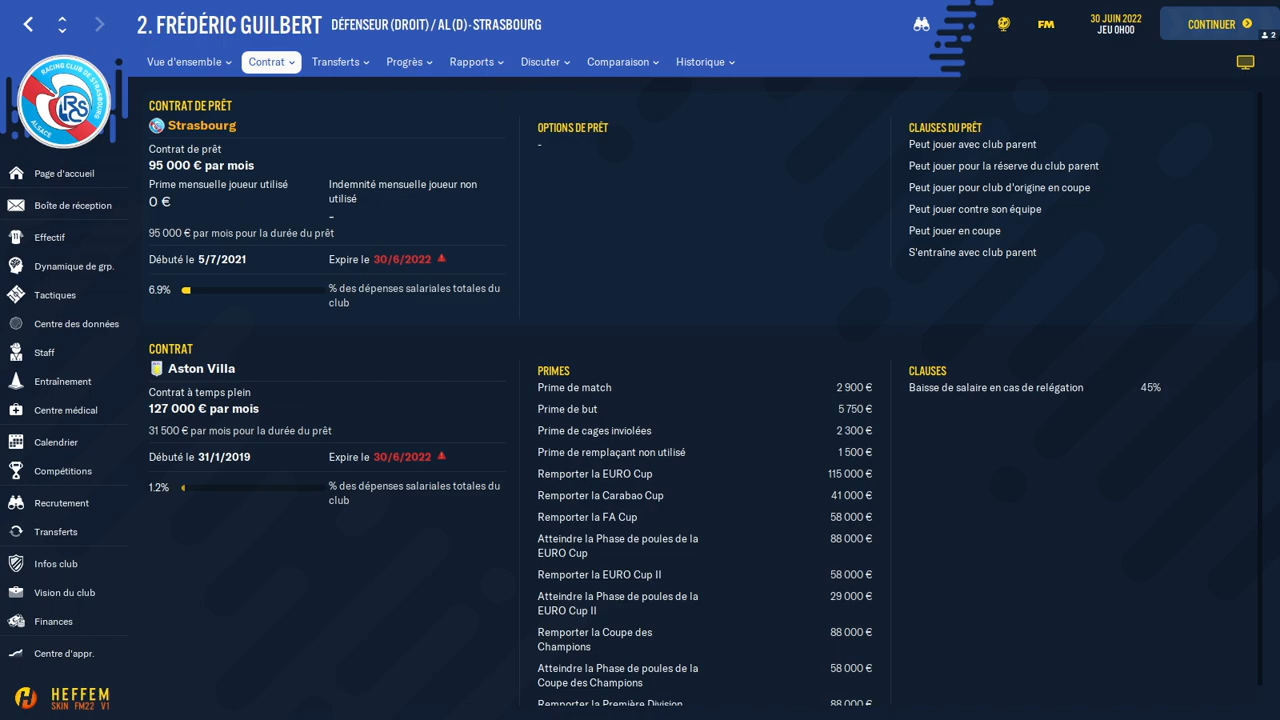 2. FRÉDÉRIC GUILBERT DÉFENSEUR (DROIT) / AL (D) - STRASBOURG
FM
30 JUIN 2022
JEU 0H00
CONTINUER
2
Vue d'ensemble Contrat Transferts Progrès Rapports Discuter Comparaison Historique
RACING CLUB DE STRASBOURG
RCS
ALSACE
Page d'accueil
Boîte de réception
Effectif
Dynamique de grp.
Tactiques
Centre des données
Staff
Entraînement
Centre médical
Calendrier
Compétitions
Recrutement
Transferts
Infos club
Vision du club
Finances
Centre d'appr.
HEFFEM
SKIN FM22 V1
CONTRAT DE PRÊT
Strasbourg
Contrat de prêt
95 000 € par mois
Prime mensuelle joueur utilisé
0 €
Indemnité mensuelle joueur non
utilisé
-
95 000 € par mois pour la durée du prêt
Débuté le 5/7/2021
Expire le 30/6/2022
6.9%
% des dépenses salariales totales du
club
OPTIONS DE PRÊT
-
CLAUSES DU PRÊT
Peut jouer avec club parent
Peut jouer pour la réserve du club parent
Peut jouer pour club d'origine en coupe
Peut jouer contre son équipe
Peut jouer en coupe
S'entraîne avec club parent
CONTRAT
Aston Villa
Contrat à temps plein
127 000 € par mois
31 500 € par mois pour la durée du prêt
Débuté le 31/1/2019
Expire le 30/6/2022
1.2%
% des dépenses salariales totales du
club
PRIMES
Prime de match 2 900 €
Prime de but 5 750 €
Prime de cages inviolées 2 300 €
Prime de remplaçant non utilisé 1 500 €
Remporter la EURO Cup 115 000 €
Remporter la Carabao Cup 41 000 €
Remporter la FA Cup 58 000 €
Atteindre la Phase de poules de la 88 000 €
EURO Cup
Remporter la EURO Cup II 58 000 €
Atteindre la Phase de poules de la 29 000 €
EURO Cup II
Remporter la Coupe des 88 000 €
Champions
Atteindre la Phase de poules de la 58 000 €
Coupe des Champions
Remporter la Première Division 88 000 €
CLAUSES
Baisse de salaire en cas de relégation 45%